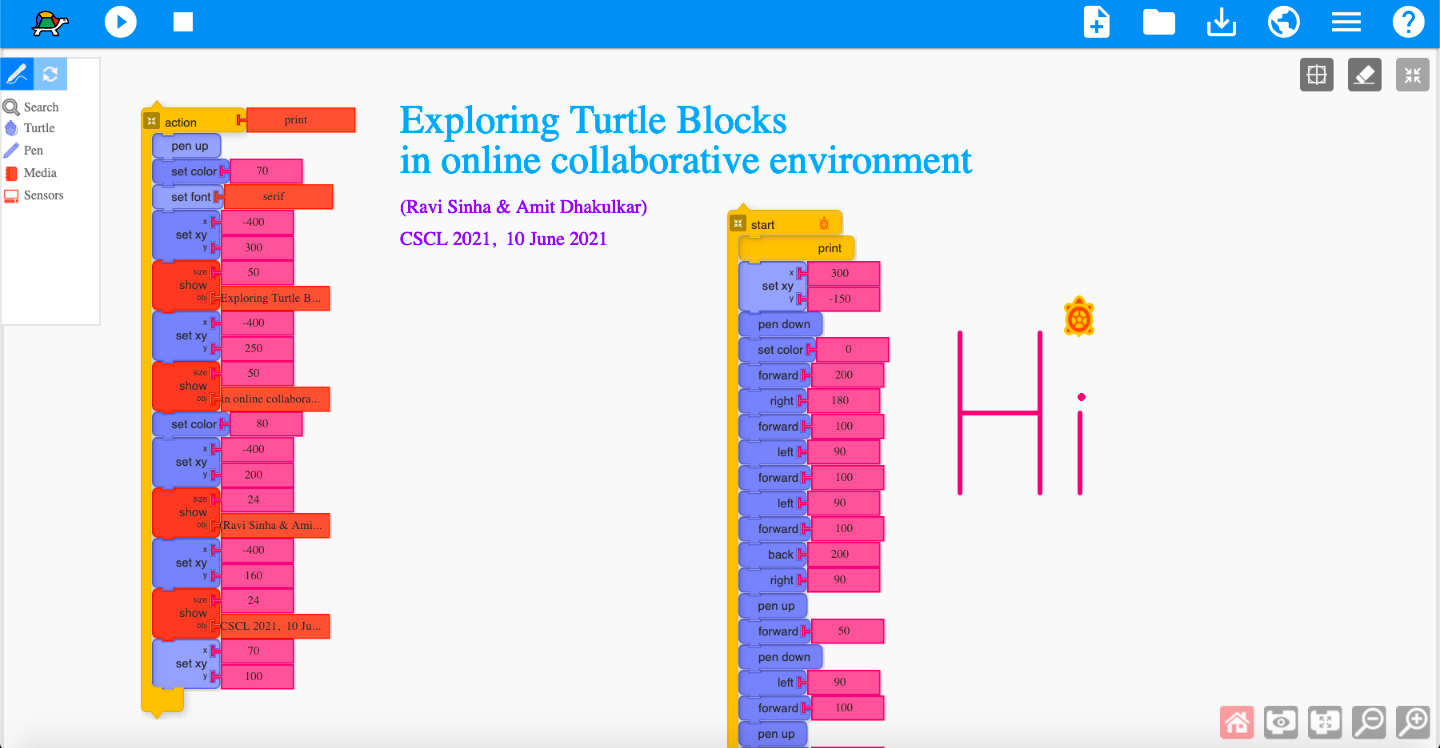 Search
Turtle
Pen
Media
Sensors
action print
pen up
set color 70
set font serif
x -400
set xy
y 300
size 50
show
obj Exploring Turtle B...
x -400
set xy
y 250
size 50
show
obj in online collabora...
set color 80
x -400
set xy
y 200
size 24
show
obj (Ravi Sinha & Ami...
x -400
set xy
y 160
size 24
show
obj CSCL 2021, 10 Ju...
x 70
set xy
y 100
Exploring Turtle Blocks
in online collaborative environment
(Ravi Sinha & Amit Dhakulkar)
CSCL 2021, 10 June 2021
start
print
x 300
set xy
y -150
pen down
set color 0
forward 200
right 180
forward 100
left 90
forward 100
left 90
forward 100
back 200
right 90
pen up
forward 50
pen down
left 90
forward 100
pen up
Hi